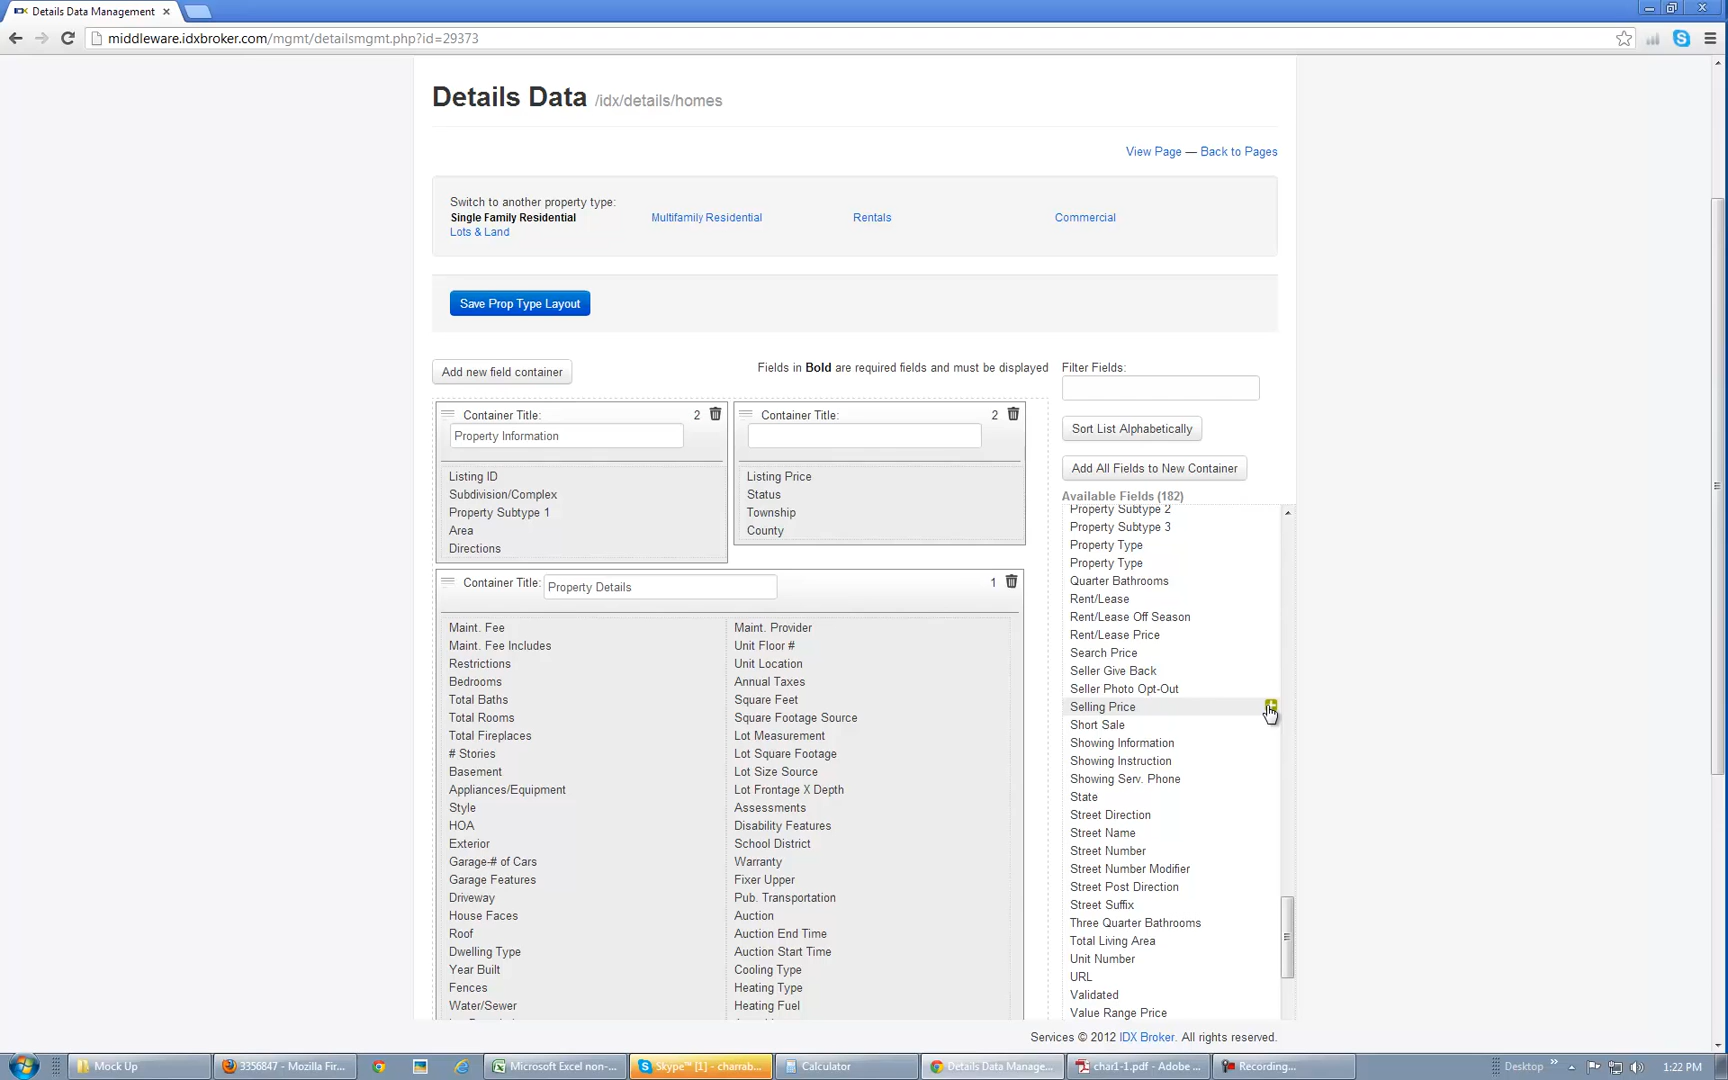 Details Data Management
middleware.idxbroker.com/mgmt/detailsmgmt.php?id=29373
Details Data /idx/details/homes
View Page — Back to Pages
Switch to another property type:
Single Family Residential Multifamily Residential Rentals Commercial
Lots & Land
Save Prop Type Layout
Add new field container
Fields in Bold are required fields and must be displayed
Container Title: 2
Property Information
Listing ID
Subdivision/Complex
Property Subtype 1
Area
Directions
Container Title: 2
Listing Price
Status
Township
County
Container Title: Property Details 1
Maint. Fee
Maint. Fee Includes
Restrictions
Bedrooms
Total Baths
Total Rooms
Total Fireplaces
# Stories
Basement
Appliances/Equipment
Style
HOA
Exterior
Garage-# of Cars
Garage Features
Driveway
House Faces
Roof
Dwelling Type
Year Built
Fences
Water/Sewer
Maint. Provider
Unit Floor #
Unit Location
Annual Taxes
Square Feet
Square Footage Source
Lot Measurement
Lot Square Footage
Lot Size Source
Lot Frontage X Depth
Assessments
Disability Features
School District
Warranty
Fixer Upper
Pub. Transportation
Auction
Auction End Time
Auction Start Time
Cooling Type
Heating Type
Heating Fuel
Filter Fields:
Sort List Alphabetically
Add All Fields to New Container
Available Fields (182)
Property Subtype 2
Property Subtype 3
Property Type
Property Type
Quarter Bathrooms
Rent/Lease
Rent/Lease Off Season
Rent/Lease Price
Search Price
Seller Give Back
Seller Photo Opt-Out
Selling Price
Short Sale
Showing Information
Showing Instruction
Showing Serv. Phone
State
Street Direction
Street Name
Street Number
Street Number Modifier
Street Post Direction
Street Suffix
Three Quarter Bathrooms
Total Living Area
Unit Number
URL
Validated
Value Range Price
Services © 2012 IDX Broker. All rights reserved.
Mock Up
3356847 - Mozilla Fir...
Microsoft Excel non-...
Skype™ [1] - charrab...
Calculator
Details Data Manage...
char1-1.pdf - Adobe ...
Recording...
Desktop
1:22 PM